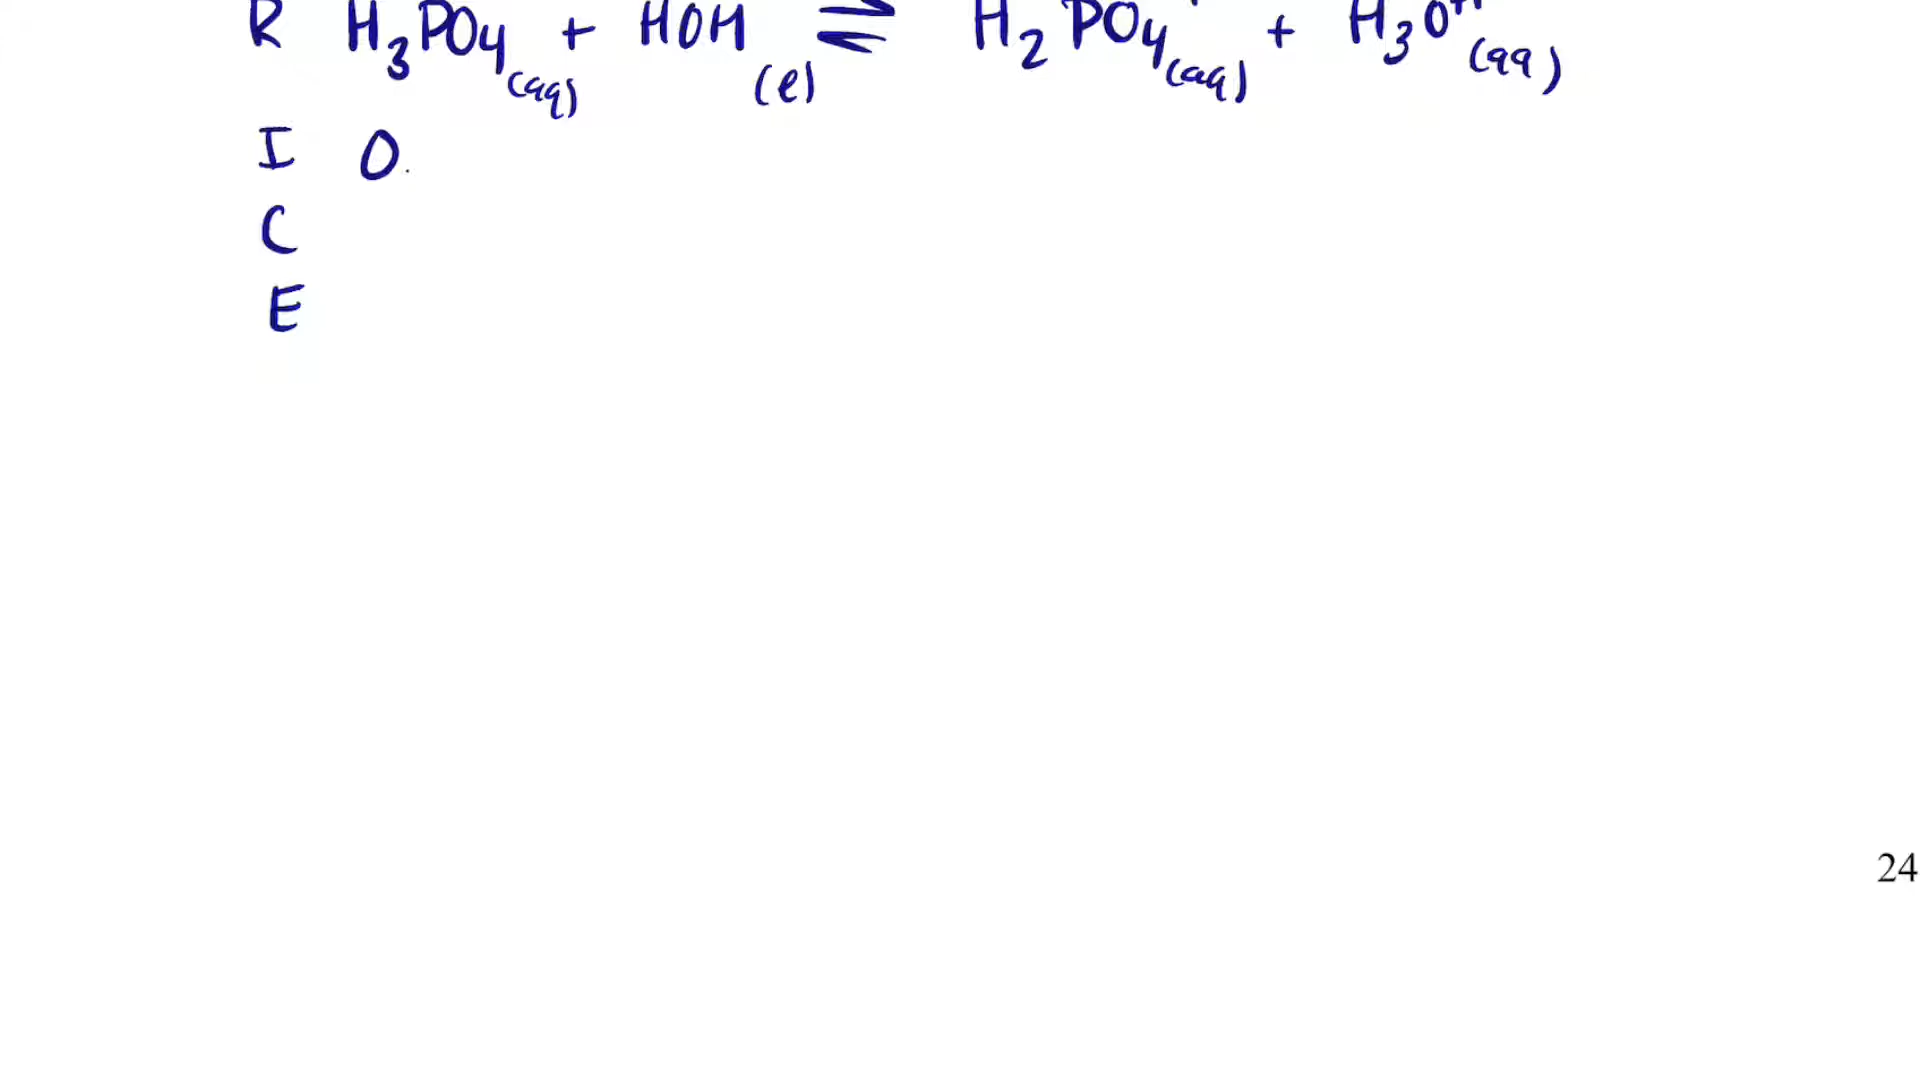 R H₃PO₄(aq) + HOH(l) ⇌ H₂PO₄⁻(aq) + H₃O⁺(aq)
I 0.
C
E
24